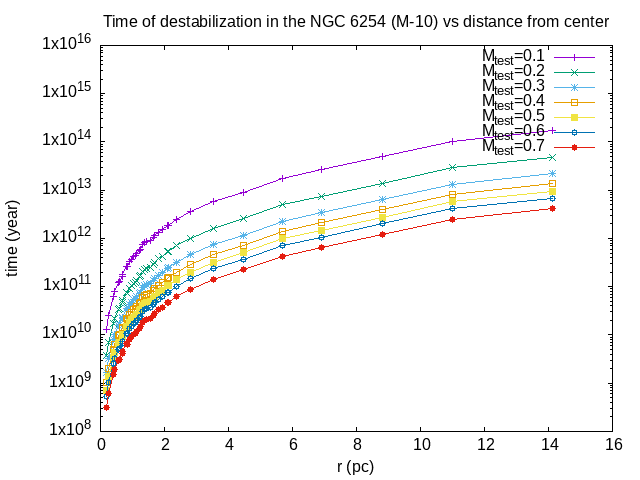 Time of destabilization in the NGC 6254 (M-10) vs distance from center
1x10^16
1x10^15
1x10^14
1x10^13
1x10^12
1x10^11
1x10^10
1x10^9
1x10^8
time (year)
M_test=0.1
M_test=0.2
M_test=0.3
M_test=0.4
M_test=0.5
M_test=0.6
M_test=0.7
0 2 4 6 8 10 12 14 16
r (pc)